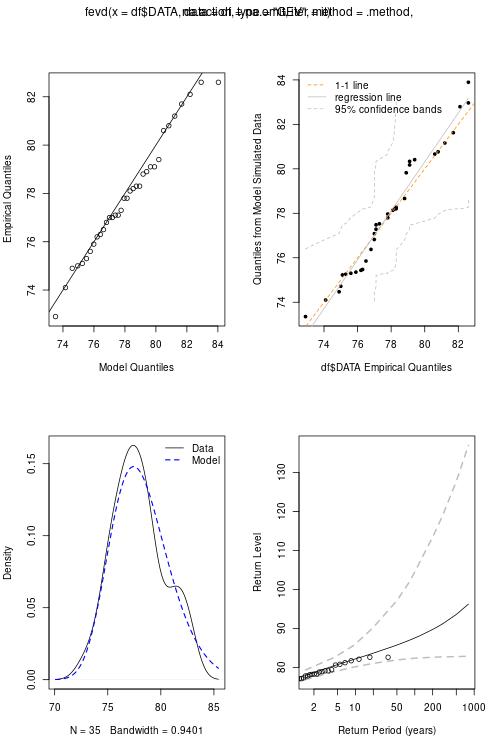 fevd(x = df$DATA,
method = .method,
Empirical Quantiles
74 76 78 80 82
74 76 78 80 82 84
Model Quantiles
Quantiles from Model Simulated Data
74 76 78 80 82 84
1-1 line
regression line
95% confidence bands
74 76 78 80 82
df$DATA Empirical Quantiles
Density
0.00 0.05 0.10 0.15
Data
Model
70 75 80 85
N = 35 Bandwidth = 0.9401
Return Level
80 90 100 110 120 130
2 5 10 50 200 1000
Return Period (years)